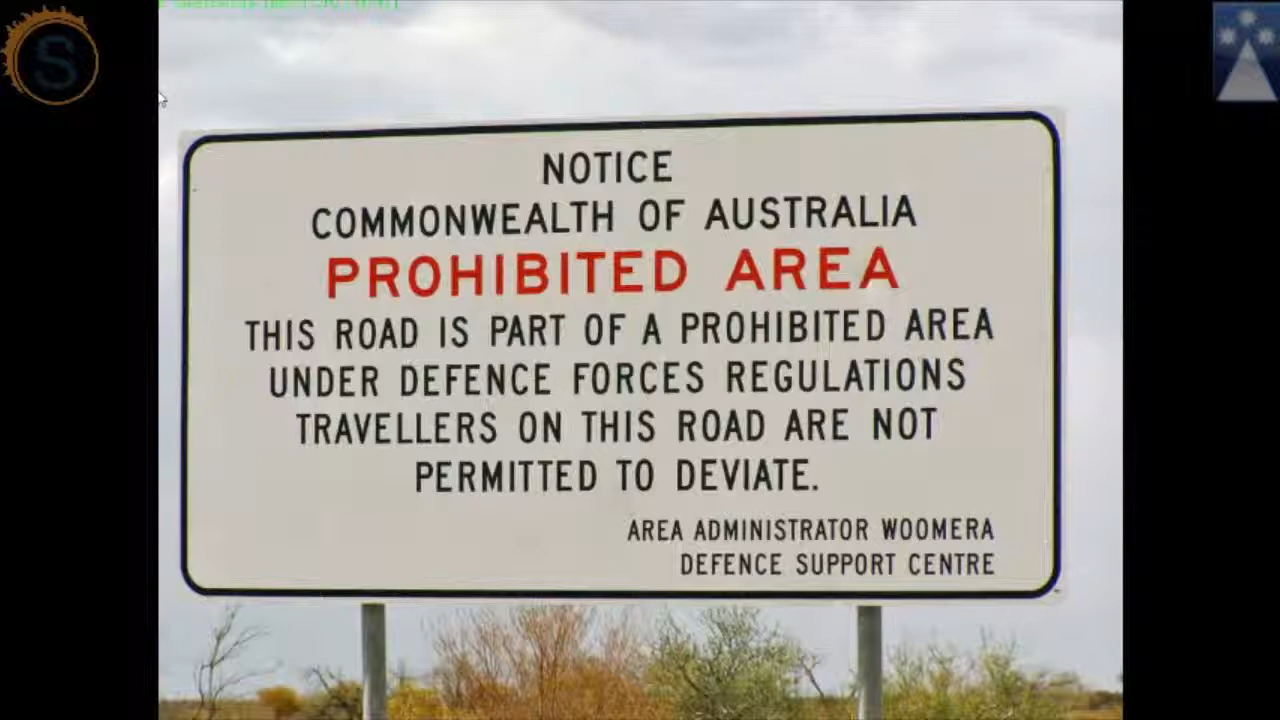 S
NOTICE
COMMONWEALTH OF AUSTRALIA
PROHIBITED AREA
THIS ROAD IS PART OF A PROHIBITED AREA
UNDER DEFENCE FORCES REGULATIONS
TRAVELLERS ON THIS ROAD ARE NOT
PERMITTED TO DEVIATE.
AREA ADMINISTRATOR WOOMERA
DEFENCE SUPPORT CENTRE